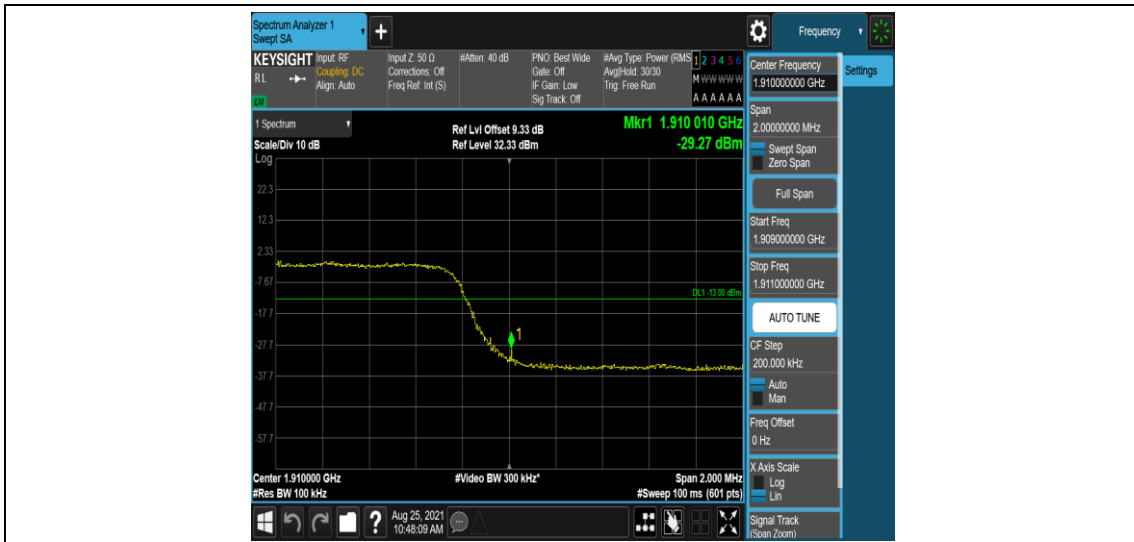 Spectrum Analyzer 1
Swept SA
+
Frequency
KEYSIGHT
RL
LXI
Input: RF
Coupling: DC
Align: Auto
Input Z: 50 Ω
Corrections: Off
Freq Ref: Int (S)
#Atten: 40 dB
PNO: Best Wide
Gate: Off
IF Gain: Low
Sig Track: Off
#Avg Type: Power (RMS
Avg|Hold: 30/30
Trig: Free Run
1 2 3 4 5 6
M W W W W W
A A A A A A
1 Spectrum
Scale/Div 10 dB
Log
Ref Lvl Offset 9.33 dB
Ref Level 32.33 dBm
Mkr1 1.910 010 GHz
-29.27 dBm
22.3
12.3
2.33
-7.67
-17.7
-27.7
-37.7
-47.7
-57.7
DL1 -13.00 dBm
1
Center 1.910000 GHz
#Res BW 100 kHz
#Video BW 300 kHz*
Span 2.000 MHz
#Sweep 100 ms (601 pts)
?
Aug 25, 2021
10:48:09 AM
Center Frequency
1.910000000 GHz
Settings
Span
2.00000000 MHz
Swept Span
Zero Span
Full Span
Start Freq
1.909000000 GHz
Stop Freq
1.911000000 GHz
AUTO TUNE
CF Step
200.000 kHz
Auto
Man
Freq Offset
0 Hz
X Axis Scale
Log
Lin
Signal Track
(Span Zoom)